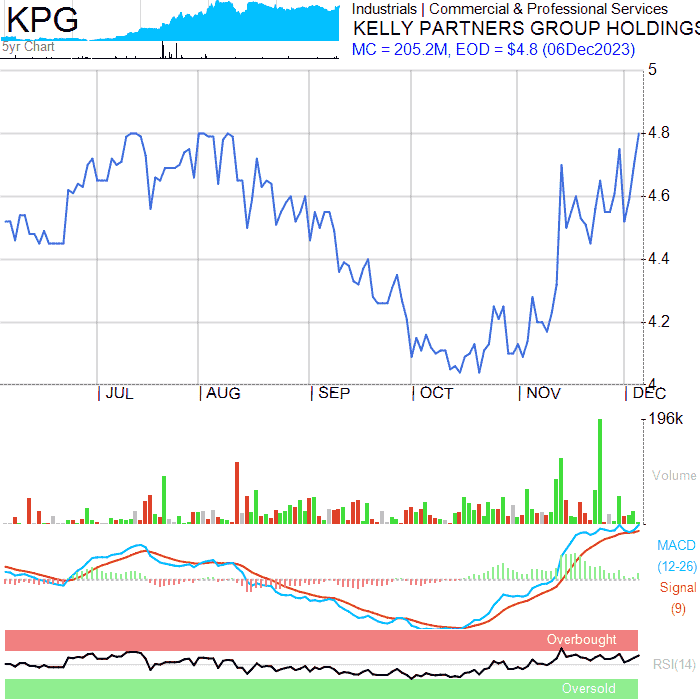 KPG
5yr Chart
Industrials | Commercial & Professional Services
KELLY PARTNERS GROUP HOLDINGS
MC = 205.2M, EOD = $4.8 (06Dec2023)
5
4.8
4.6
4.4
4.2
4
JUL
AUG
SEP
OCT
NOV
DEC
196k
Volume
MACD
(12-26)
Signal
(9)
Overbought
RSI(14)
Oversold